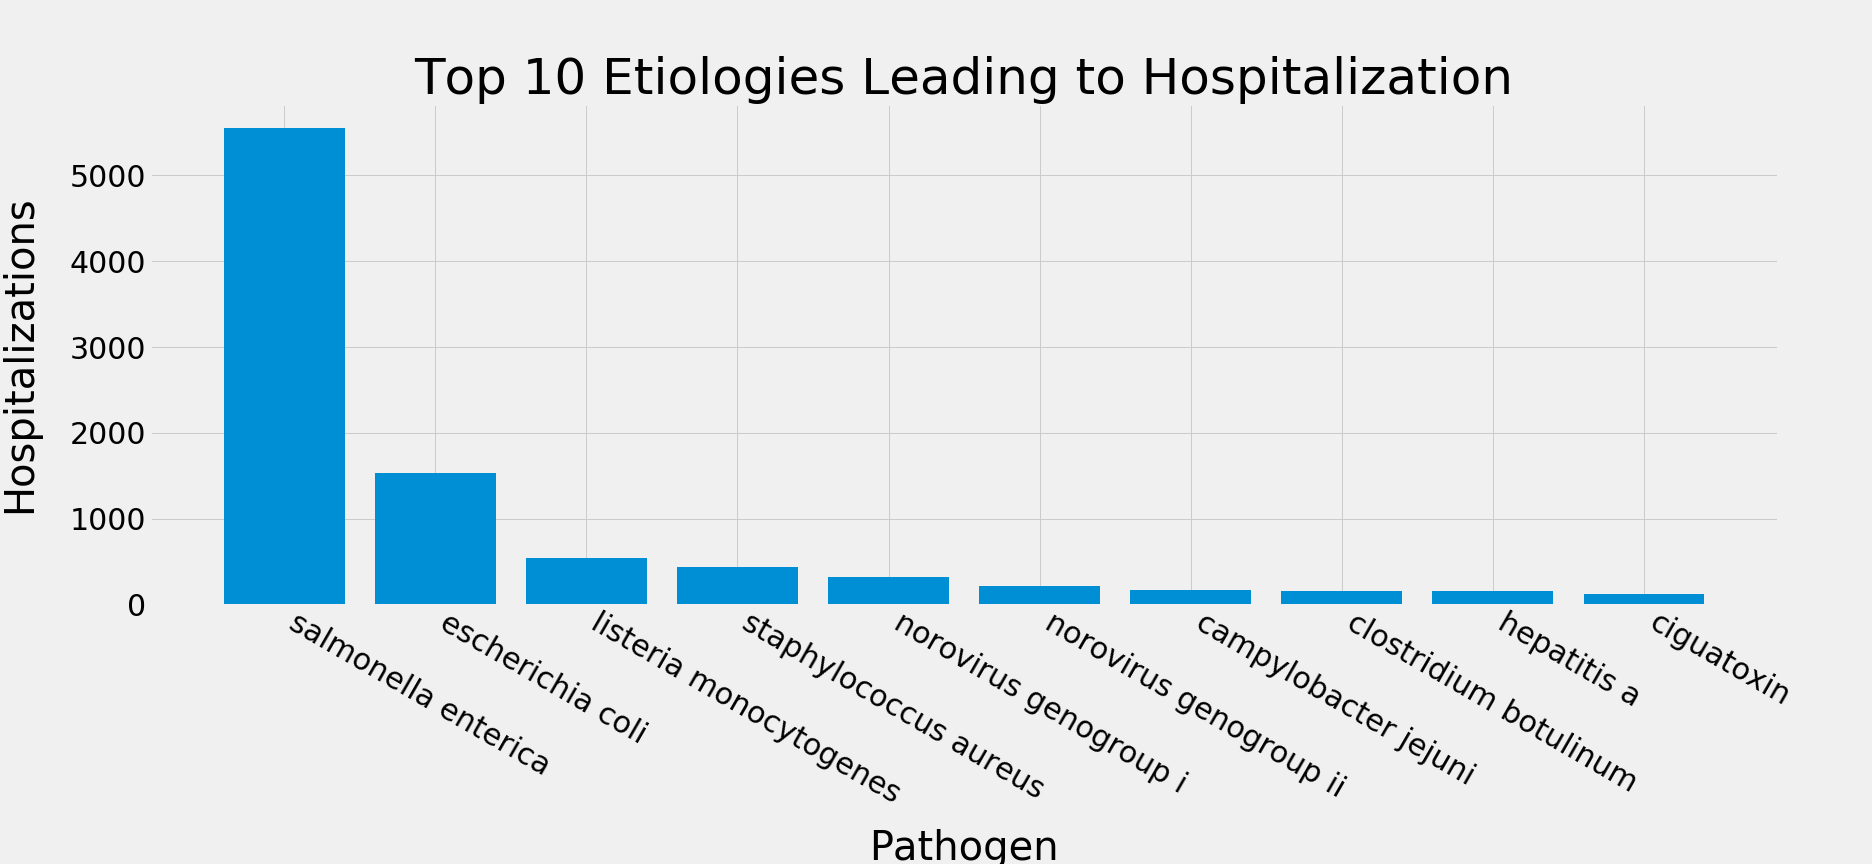 Top 10 Etiologies Leading to Hospitalization
Hospitalizations
5000
4000
3000
2000
1000
0
salmonella enterica
escherichia coli
listeria monocytogenes
staphylococcus aureus
norovirus genogroup i
norovirus genogroup ii
campylobacter jejuni
clostridium botulinum
hepatitis a
ciguatoxin
Pathogen